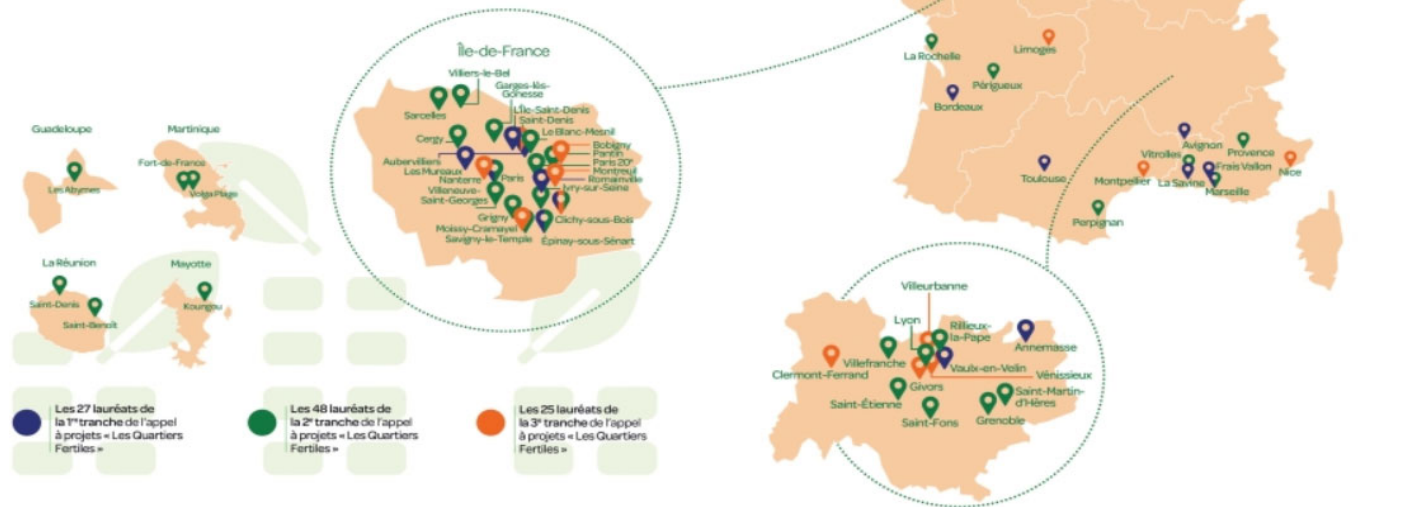 Île-de-France
Villiers-le-Bel
Garges-lès-
Gonesse
L'Île-Saint-Denis
Saint-Denis
Le Blanc-Mesnil
Sarcelles
Cergy
Bobigny
Pantin
Paris 20e
Montreuil
Romainville
Aubervilliers
Les Mureaux
Nanterre
Paris
Ivry-sur-Seine
Villeneuve-
Saint-Georges
Grigny
Clichy-sous-Bois
Moissy-Cramayel
Savigny-le-Temple
Épinay-sous-Sénart
Guadeloupe
Les Abymes
Martinique
Fort-de-France
Volga Plage
La Réunion
Saint-Denis
Saint-Benoît
Mayotte
Koungou
La Rochelle
Limoges
Périgueux
Bordeaux
Toulouse
Montpellier
Perpignan
Avignon
Vitrolles
Provence
Frais Vallon
La Savine
Marseille
Nice
Villeurbanne
Lyon
Rillieux-
la-Pape
Annemasse
Villefranche
Clermont-Ferrand
Vaulx-en-Velin
Vénissieux
Givors
Saint-Étienne
Saint-Martin-
d'Hères
Saint-Fons
Grenoble
Les 27 lauréats de
la 1re tranche de l'appel
à projets « Les Quartiers
Fertiles »
Les 48 lauréats de
la 2e tranche de l'appel
à projets « Les Quartiers
Fertiles »
Les 25 lauréats de
la 3e tranche de l'appel
à projets « Les Quartiers
Fertiles »